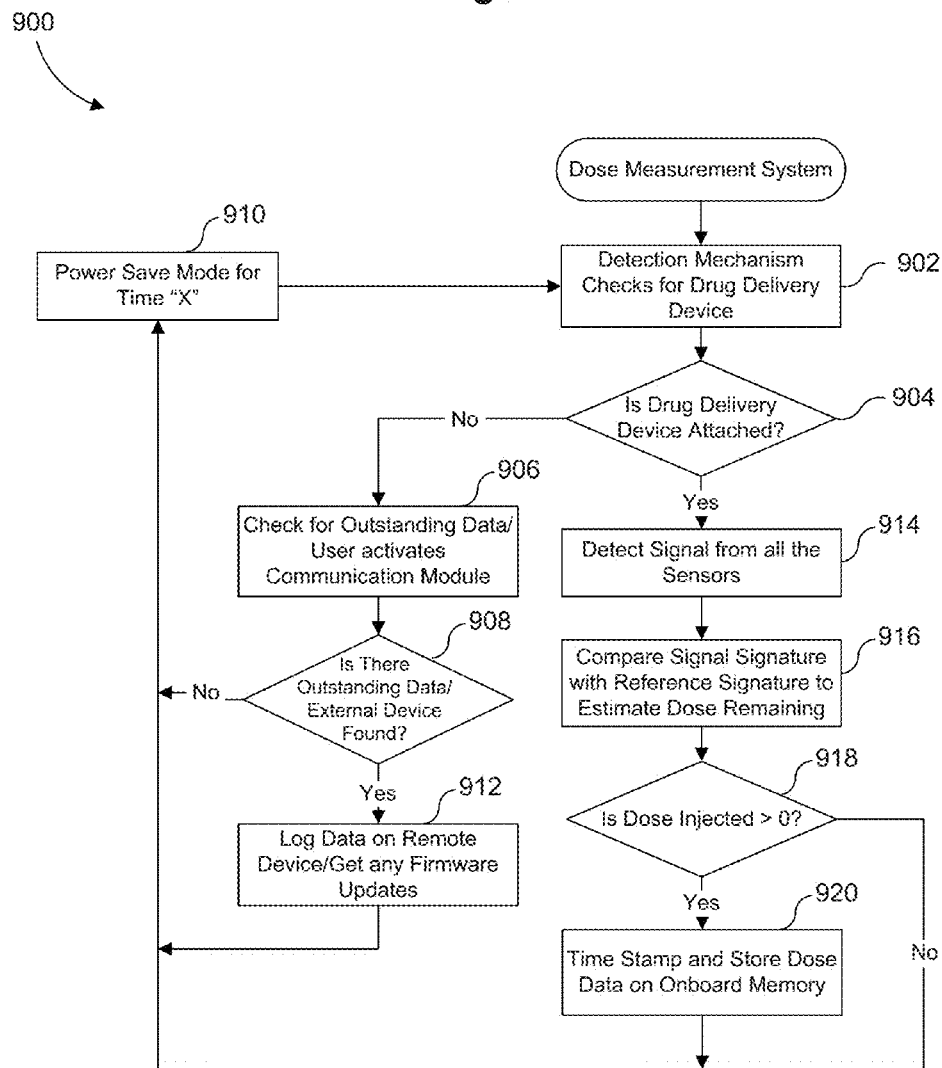 900
Dose Measurement System
910
Power Save Mode for
Time “X”
Detection Mechanism
Checks for Drug Delivery
Device
902
Is Drug Delivery
Device Attached?
904
No
Yes
906
Check for Outstanding Data/
User activates
Communication Module
Detect Signal from all the
Sensors
914
908
Is There
Outstanding Data/
External Device
Found?
No
Yes
Compare Signal Signature
with Reference Signature to
Estimate Dose Remaining
916
912
Log Data on Remote
Device/Get any Firmware
Updates
918
Is Dose Injected > 0?
Yes
No
920
Time Stamp and Store Dose
Data on Onboard Memory